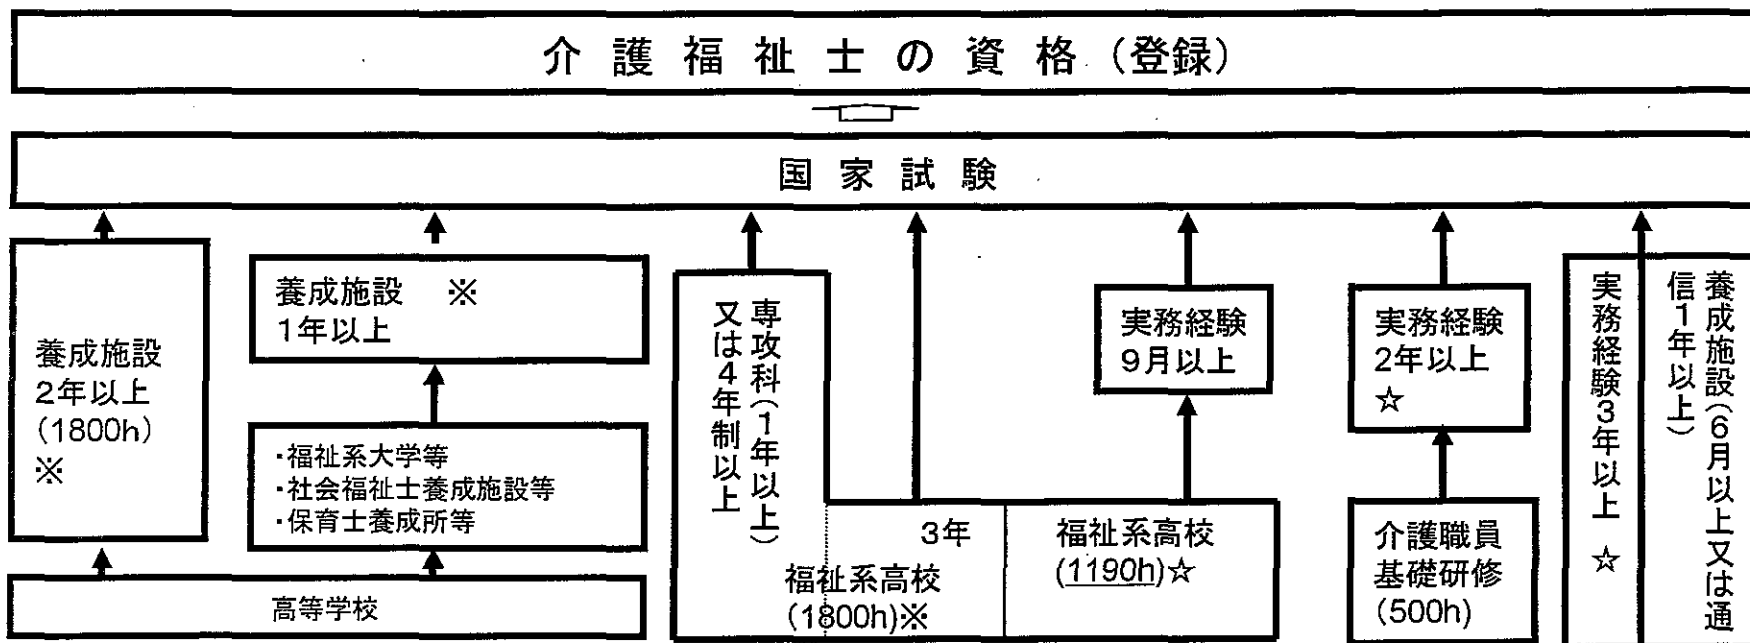 介護福祉士の資格(登録)
国家試験
養成施設
2年以上
(1800h)
※
養成施設 ※
1年以上
・福祉系大学等
・社会福祉士養成施設等
・保育士養成所等
高等学校
専攻科(1年以上)
又は4年制以上
3年
福祉系高校
(1800h)※
実務経験
9月以上
福祉系高校
(1190h)☆
実務経験
2年以上
☆
介護職員
基礎研修
(500h)
実務経験3年以上 ☆
養成施設(6月以上又は通
信1年以上)